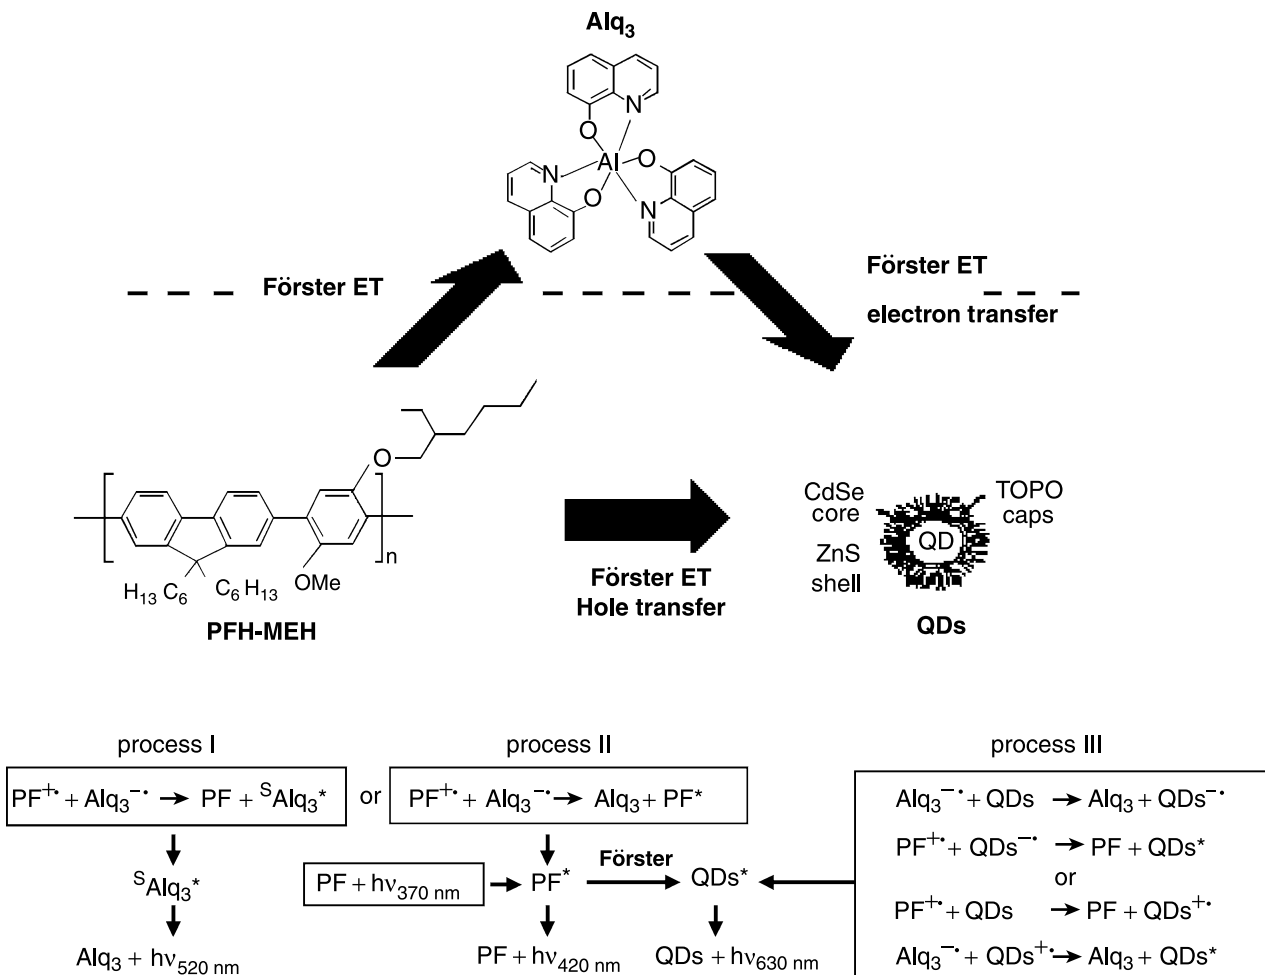 Alq₃
N
O
Al
O
N
O
N
Förster ET
Förster ET
electron transfer
O
n
OMe
H₁₃ C₆
C₆ H₁₃
PFH-MEH
Förster ET
Hole transfer
CdSe
core
TOPO
caps
QD
ZnS
shell
QDs
process I
process II
process III
PF⁺• + Alq₃⁻• → PF + ˢAlq₃*
or
PF⁺• + Alq₃⁻• → Alq₃ + PF*
Alq₃⁻• + QDs → Alq₃ + QDs⁻•
PF⁺• + QDs⁻• → PF + QDs*
or
PF⁺• + QDs → PF + QDs⁺•
Alq₃⁻• + QDs⁺• → Alq₃ + QDs*
ˢAlq₃*
PF + hν370 nm
PF*
Förster
QDs*
Alq₃ + hν520 nm
PF + hν420 nm
QDs + hν630 nm